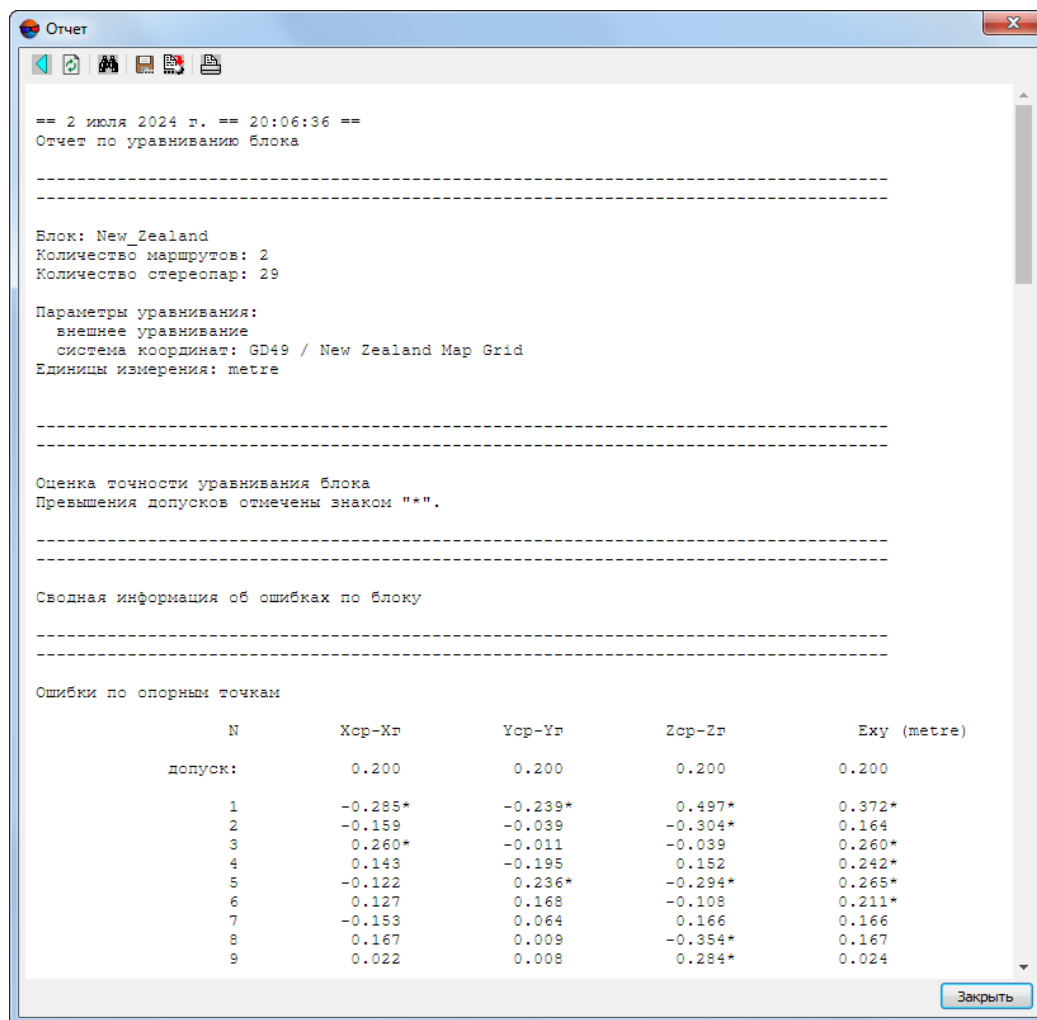 Отчет
== 2 июля 2024 г. == 20:06:36 ==
Отчет по уравниванию блока
-------------------------------------------------------------------------------------
-------------------------------------------------------------------------------------
Блок: New_Zealand
Количество маршрутов: 2
Количество стереопар: 29
Параметры уравнивания:
внешнее уравнивание
система координат: GD49 / New Zealand Map Grid
Единицы измерения: metre
-------------------------------------------------------------------------------------
-------------------------------------------------------------------------------------
Оценка точности уравнивания блока
Превышения допусков отмечены знаком "*".
-------------------------------------------------------------------------------------
-------------------------------------------------------------------------------------
Сводная информация об ошибках по блоку
-------------------------------------------------------------------------------------
-------------------------------------------------------------------------------------
Ошибки по опорным точкам
N Xср-Xг Yср-Yг Zср-Zг Exy (metre)
допуск: 0.200 0.200 0.200 0.200
1 -0.285* -0.239* 0.497* 0.372*
2 -0.159 -0.039 -0.304* 0.164
3 0.260* -0.011 -0.039 0.260*
4 0.143 -0.195 0.152 0.242*
5 -0.122 0.236* -0.294* 0.265*
6 0.127 0.168 -0.108 0.211*
7 -0.153 0.064 0.166 0.166
8 0.167 0.009 -0.354* 0.167
9 0.022 0.008 0.284* 0.024
Закрыть